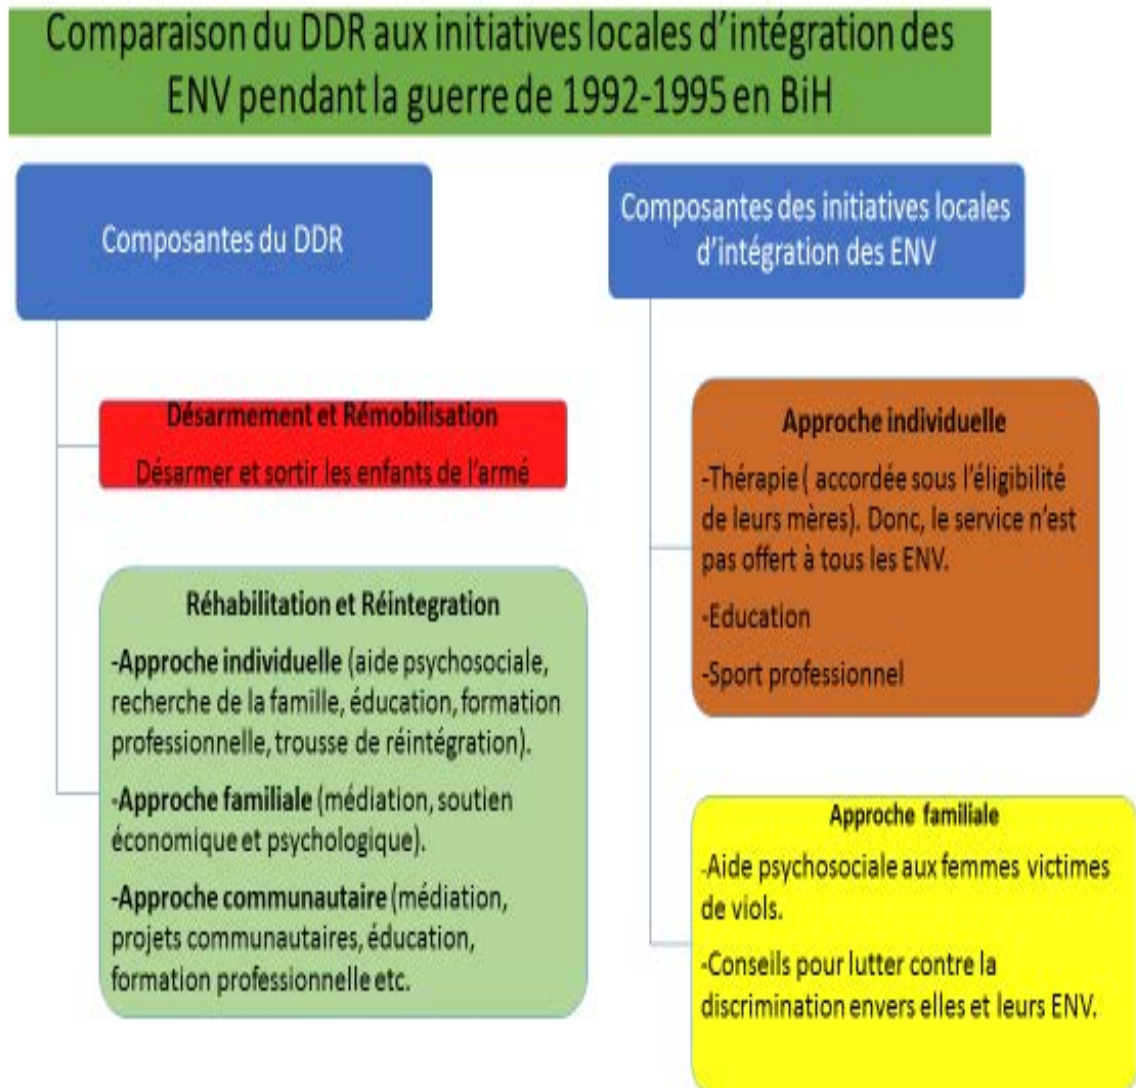 Comparaison du DDR aux initiatives locales d'intégration des
ENV pendant la guerre de 1992-1995 en BiH
Composantes du DDR
Désarmement et Rémobilisation
Désarmer et sortir les enfants de l'armé
Réhabilitation et Réintegration
-Approche individuelle (aide psychosociale,
recherche de la famille, éducation, formation
professionnelle, trousse de réintégration).
-Approche familiale (médiation, soutien
économique et psychologique).
-Approche communautaire (médiation,
projets communautaires, éducation,
formation professionnelle etc.
Composantes des initiatives locales
d'intégration des ENV
Approche individuelle
-Thérapie ( accordée sous l'éligibilité
de leurs mères). Donc, le service n'est
pas offert à tous les ENV.
-Education
-Sport professionnel
Approche familiale
-Aide psychosociale aux femmes victimes
de viols.
-Conseils pour lutter contre la
discrimination envers elles et leurs ENV.